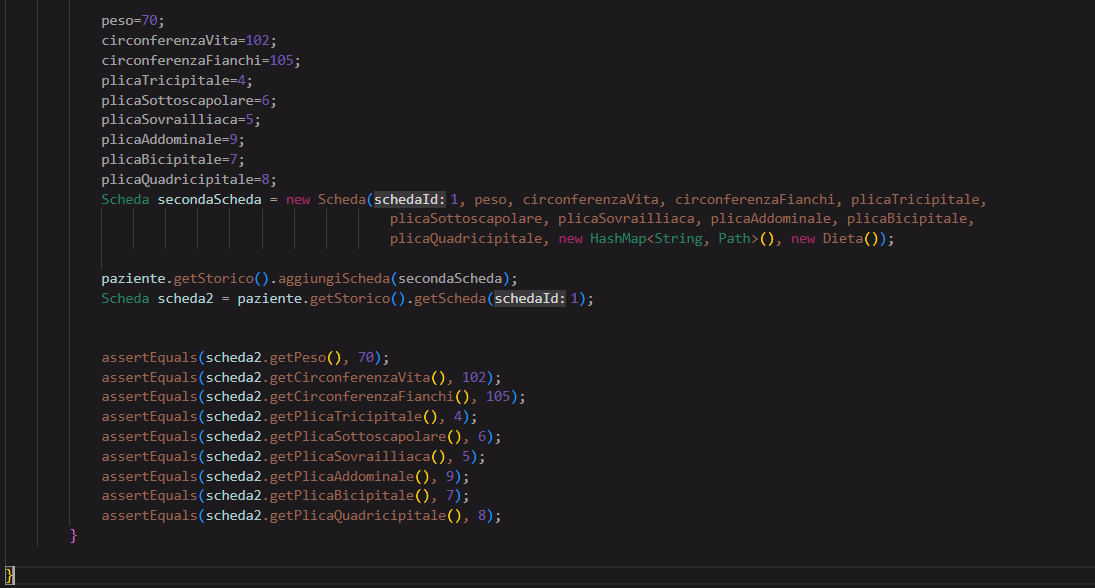 peso=70;
circonferenzaVita=102;
circonferenzaFianchi=105;
plicaTricipitale=4;
plicaSottoscapolare=6;
plicaSovrailliaca=5;
plicaAddominale=9;
plicaBicipitale=7;
plicaQuadricipitale=8;
Scheda secondaScheda = new Scheda(schedaId: 1, peso, circonferenzaVita, circonferenzaFianchi, plicaTricipitale,
plicaSottoscapolare, plicaSovrailliaca, plicaAddominale, plicaBicipitale,
plicaQuadricipitale, new HashMap<String, Path>(), new Dieta());
paziente.getStorico().aggiungiScheda(secondaScheda);
Scheda scheda2 = paziente.getStorico().getScheda(schedaId: 1);
assertEquals(scheda2.getPeso(), 70);
assertEquals(scheda2.getCirconferenzaVita(), 102);
assertEquals(scheda2.getCirconferenzaFianchi(), 105);
assertEquals(scheda2.getPlicaTricipitale(), 4);
assertEquals(scheda2.getPlicaSottoscapolare(), 6);
assertEquals(scheda2.getPlicaSovrailliaca(), 5);
assertEquals(scheda2.getPlicaAddominale(), 9);
assertEquals(scheda2.getPlicaBicipitale(), 7);
assertEquals(scheda2.getPlicaQuadricipitale(), 8);
}
}